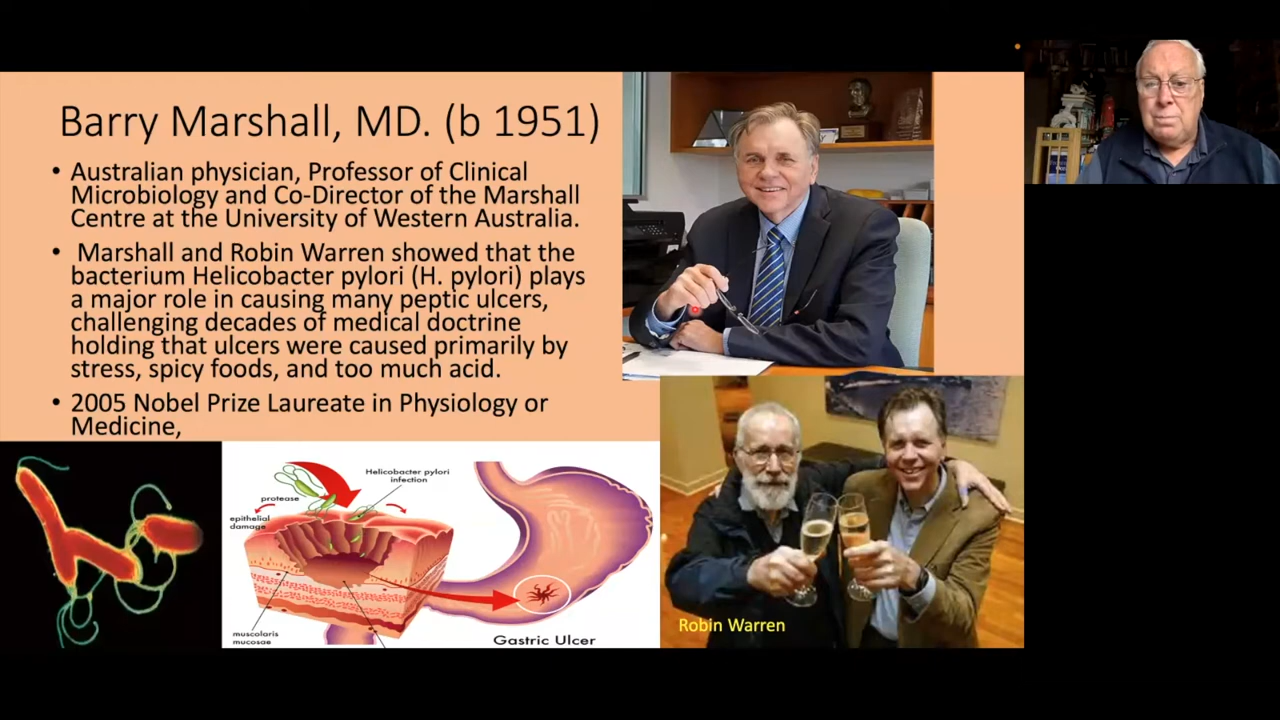 Barry Marshall, MD. (b 1951)
• Australian physician, Professor of Clinical
Microbiology and Co-Director of the Marshall
Centre at the University of Western Australia.
• Marshall and Robin Warren showed that the
bacterium Helicobacter pylori (H. pylori) plays
a major role in causing many peptic ulcers,
challenging decades of medical doctrine
holding that ulcers were caused primarily by
stress, spicy foods, and too much acid.
• 2005 Nobel Prize Laureate in Physiology or
Medicine,
Helicobacter pylori
infection
protease
epithelial
damage
muscularis
mucosae
Gastric Ulcer
Robin Warren